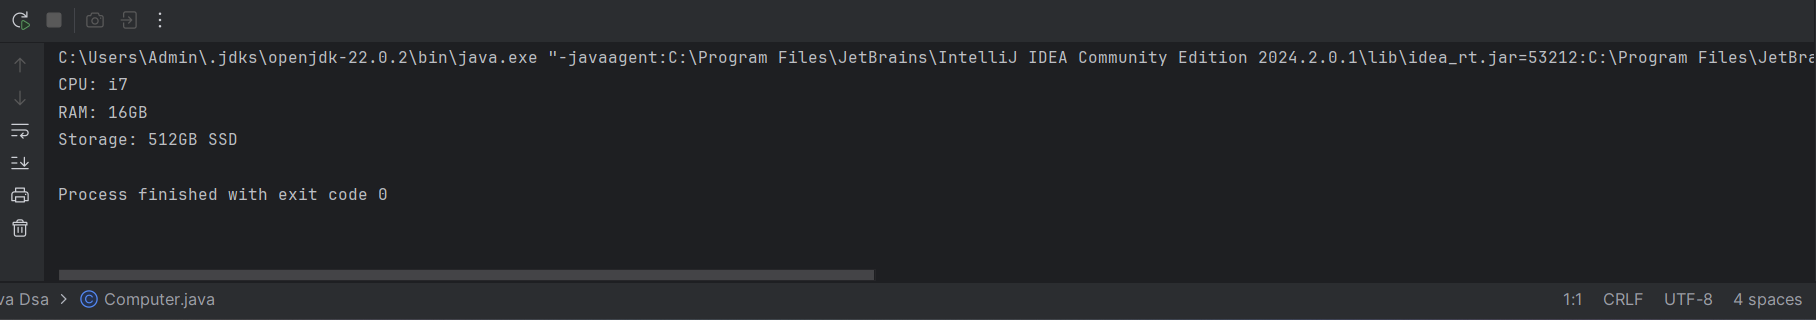 C:\Users\Admin\.jdks\openjdk-22.0.2\bin\java.exe "-javaagent:C:\Program Files\JetBrains\IntelliJ IDEA Community Edition 2024.2.0.1\lib\idea_rt.jar=53212:C:\Program Files\JetBra
CPU: i7
RAM: 16GB
Storage: 512GB SSD
Process finished with exit code 0
va Dsa > Computer.java 1:1 CRLF UTF-8 4 spaces